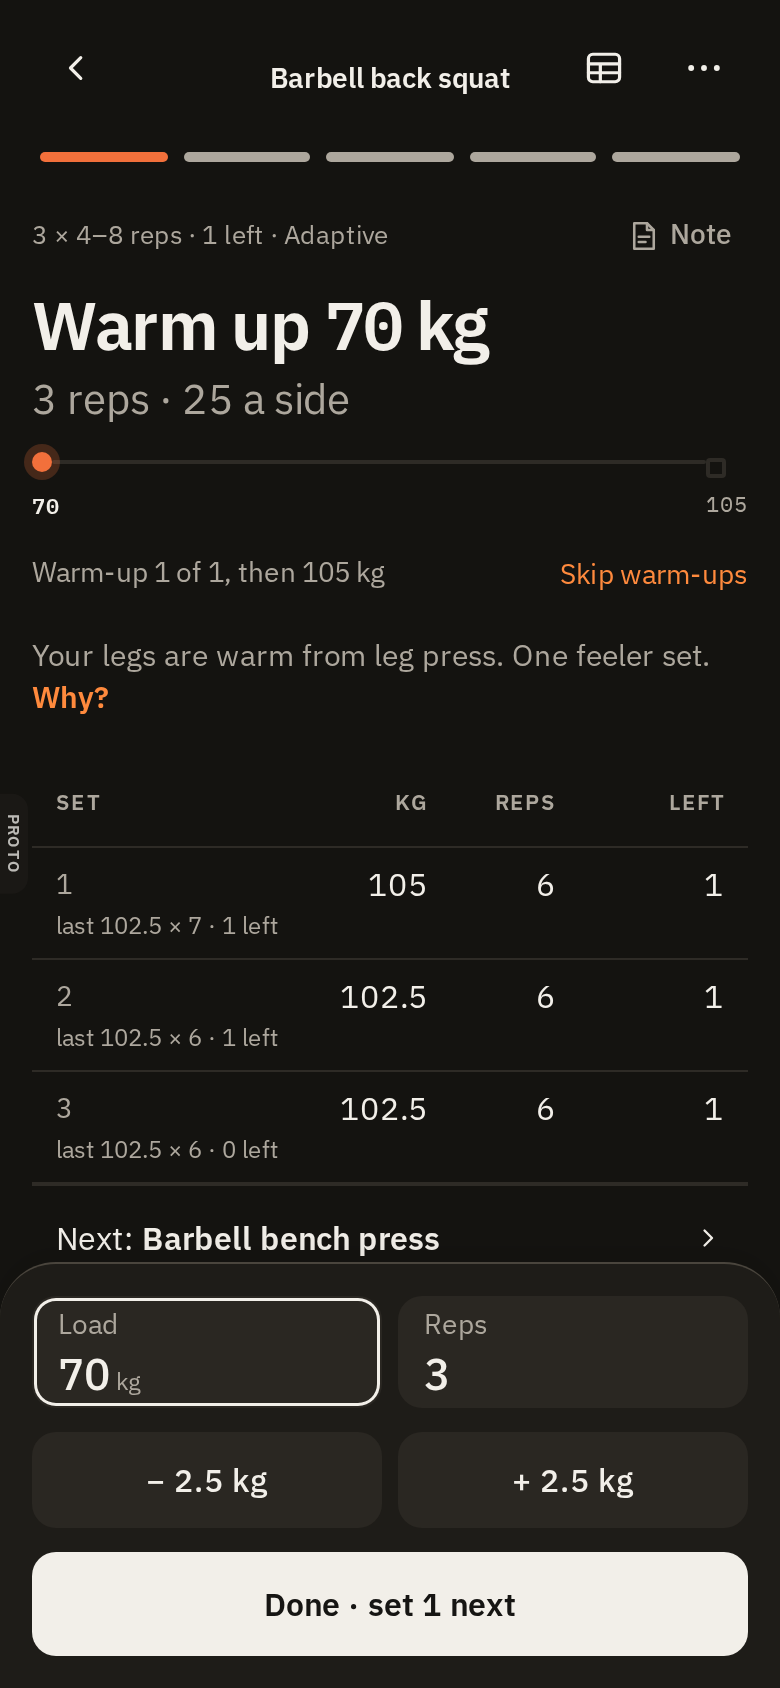 Barbell back squat
3 × 4–8 reps · 1 left · Adaptive
Note
Warm up 70 kg
3 reps · 25 a side
70
105
Warm-up 1 of 1, then 105 kg
Skip warm-ups
Your legs are warm from leg press. One feeler set.
Why?
SET KG REPS LEFT
1 105 6 1
last 102.5 × 7 · 1 left
2 102.5 6 1
last 102.5 × 6 · 1 left
3 102.5 6 1
last 102.5 × 6 · 0 left
PROTO
Next: Barbell bench press
Load
70 kg
Reps
3
− 2.5 kg
+ 2.5 kg
Done · set 1 next